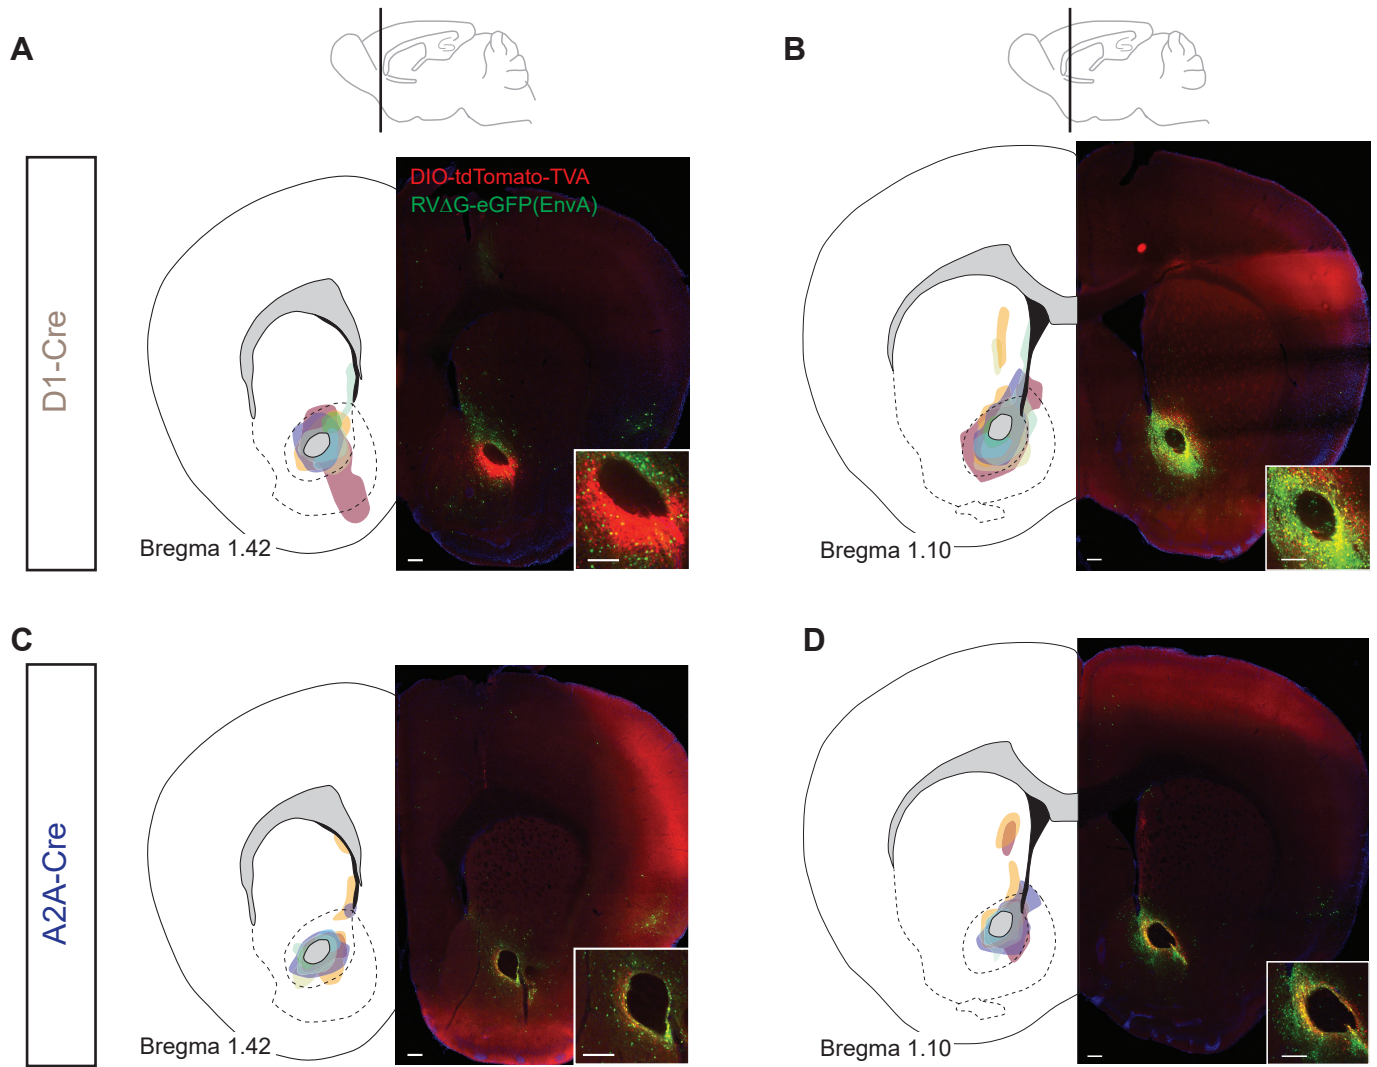 A
B
DIO-tdTomato-TVA
RVΔG-eGFP(EnvA)
D1-Cre
Bregma 1.42
Bregma 1.10
C
D
A2A-Cre
Bregma 1.42
Bregma 1.10